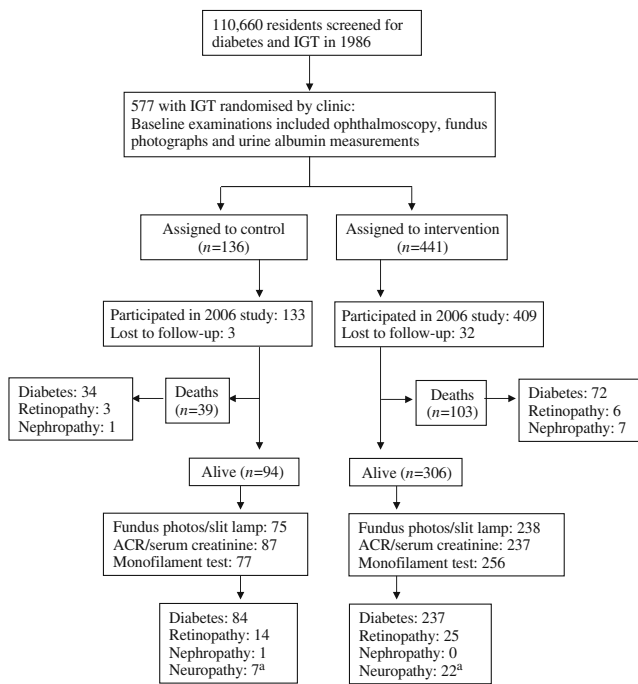 110,660 residents screened for
diabetes and IGT in 1986
577 with IGT randomised by clinic:
Baseline examinations included ophthalmoscopy, fundus
photographs and urine albumin measurements
Assigned to control
(n=136)
Assigned to intervention
(n=441)
Participated in 2006 study: 133
Lost to follow-up: 3
Participated in 2006 study: 409
Lost to follow-up: 32
Diabetes: 34
Retinopathy: 3
Nephropathy: 1
Deaths
(n=39)
Deaths
(n=103)
Diabetes: 72
Retinopathy: 6
Nephropathy: 7
Alive (n=94)
Alive (n=306)
Fundus photos/slit lamp: 75
ACR/serum creatinine: 87
Monofilament test: 77
Fundus photos/slit lamp: 238
ACR/serum creatinine: 237
Monofilament test: 256
Diabetes: 84
Retinopathy: 14
Nephropathy: 1
Neuropathy: 7ᵃ
Diabetes: 237
Retinopathy: 25
Nephropathy: 0
Neuropathy: 22ᵃ